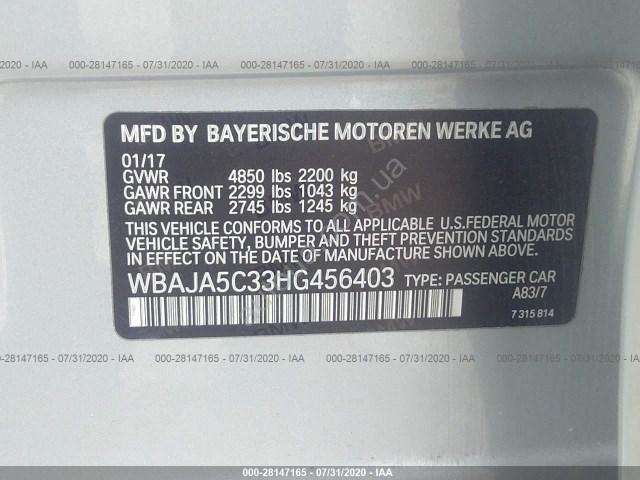 000-28147165 - 07/31/2020 - IAA
MFD BY BAYERISCHE MOTOREN WERKE AG
01/17
GVWR 4850 lbs 2200 kg
GAWR FRONT 2299 lbs 1043 kg
GAWR REAR 2745 lbs 1245 kg
THIS VEHICLE CONFORMS TO ALL APPLICABLE U.S.FEDERAL MOTOR
VEHICLE SAFETY, BUMPER AND THEFT PREVENTION STANDARDS
IN EFFECT ON THE DATE OF MANUFACTURE SHOWN ABOVE.
WBAJA5C33HG456403 TYPE: PASSENGER CAR
A83/7
7 315 814
000-28147165 - 07/31/2020 - IAA
000-28147165 - 07/31/2020 - IAA